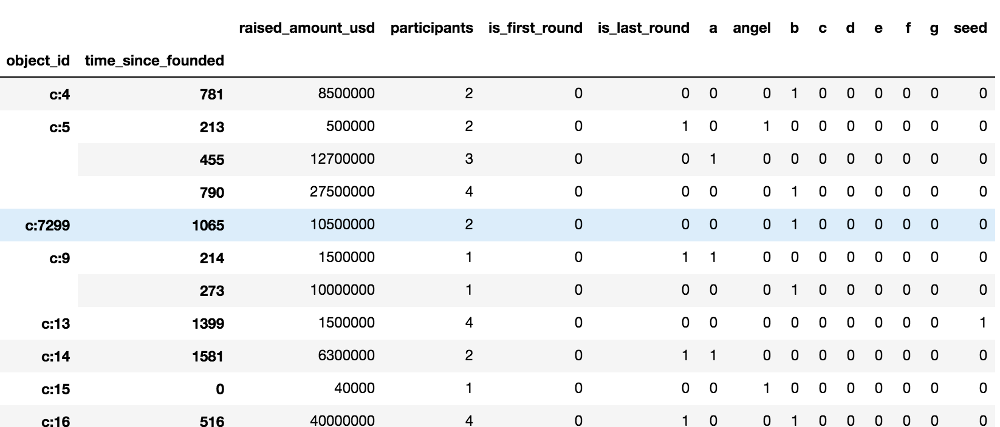 raised_amount_usd participants is_first_round is_last_round a angel b c d e f g seed
object_id time_since_founded
c:4 781 8500000 2 0 0 0 0 1 0 0 0 0 0 0
c:5 213 500000 2 0 1 0 1 0 0 0 0 0 0 0
455 12700000 3 0 0 1 0 0 0 0 0 0 0 0
790 27500000 4 0 0 0 0 1 0 0 0 0 0 0
c:7299 1065 10500000 2 0 0 0 0 1 0 0 0 0 0 0
c:9 214 1500000 1 0 1 1 0 0 0 0 0 0 0 0
273 10000000 1 0 0 0 0 1 0 0 0 0 0 0
c:13 1399 1500000 4 0 0 0 0 0 0 0 0 0 0 1
c:14 1581 6300000 2 0 1 1 0 0 0 0 0 0 0 0
c:15 0 40000 1 0 0 0 1 0 0 0 0 0 0 0
c:16 516 40000000 4 0 1 0 0 1 0 0 0 0 0 0